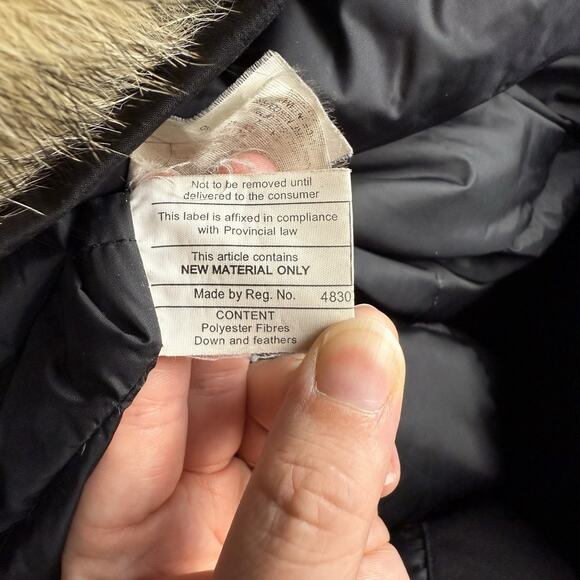 Not to be removed until
delivered to the consumer
This label is affixed in compliance
with Provincial law
This article contains
NEW MATERIAL ONLY
Made by Reg. No. 4830
CONTENT
Polyester Fibres
Down and feathers